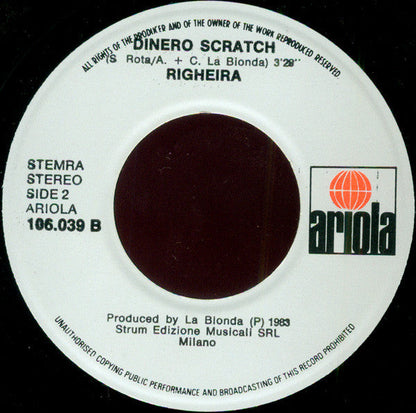 ALL RIGHTS OF THE PRODUKER AND OF THE OWNER OF THE WORK REPRODUCED RESERVED.
DINERO SCRATCH
(S Rota/A. + C. La Bionda) 3'29''
RIGHEIRA
STEMRA
STEREO
SIDE 2
ARIOLA
106.039 B
ariola
Produced by La Bionda (P) 1983
Strum Edizione Musicali SRL
Milano
UNAUTHORISED COPYING PUBLIC PERFORMANCE AND BROADCASTING OF THIS RECORD PROHIBITED